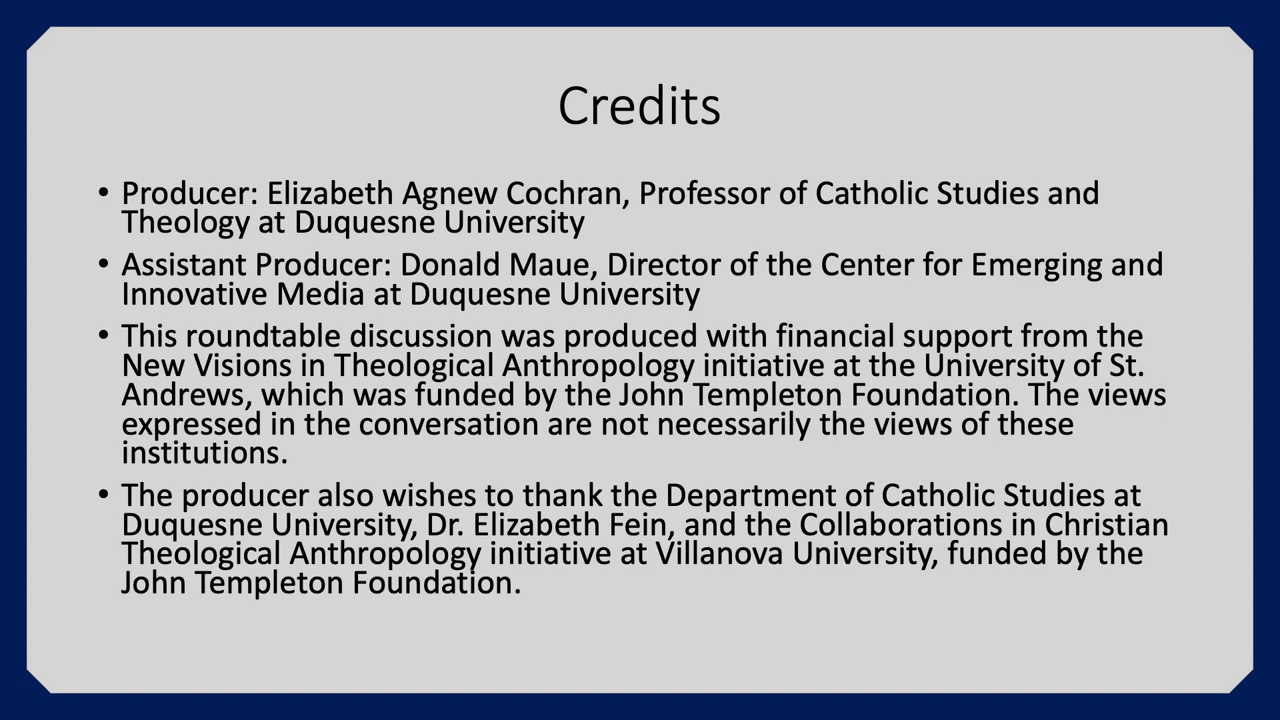 Credits
• Producer: Elizabeth Agnew Cochran, Professor of Catholic Studies and
Theology at Duquesne University
• Assistant Producer: Donald Maue, Director of the Center for Emerging and
Innovative Media at Duquesne University
• This roundtable discussion was produced with financial support from the
New Visions in Theological Anthropology initiative at the University of St.
Andrews, which was funded by the John Templeton Foundation. The views
expressed in the conversation are not necessarily the views of these
institutions.
• The producer also wishes to thank the Department of Catholic Studies at
Duquesne University, Dr. Elizabeth Fein, and the Collaborations in Christian
Theological Anthropology initiative at Villanova University, funded by the
John Templeton Foundation.